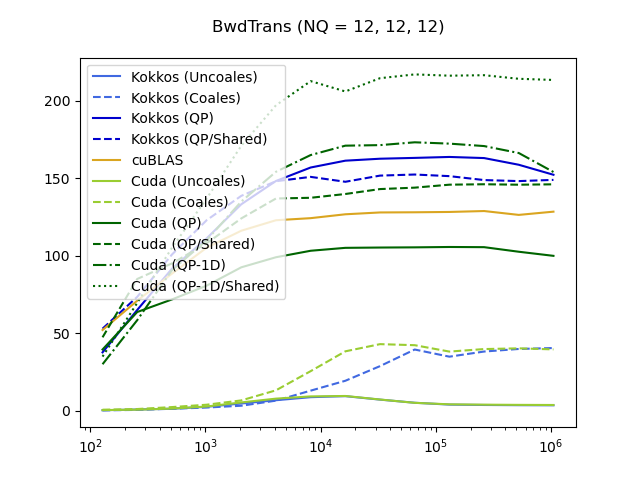 BwdTrans (NQ = 12, 12, 12)
200
150
100
50
0
Kokkos (Uncoales)
Kokkos (Coales)
Kokkos (QP)
Kokkos (QP/Shared)
cuBLAS
Cuda (Uncoales)
Cuda (Coales)
Cuda (QP)
Cuda (QP/Shared)
Cuda (QP-1D)
Cuda (QP-1D/Shared)
10² 10³ 10⁴ 10⁵ 10⁶